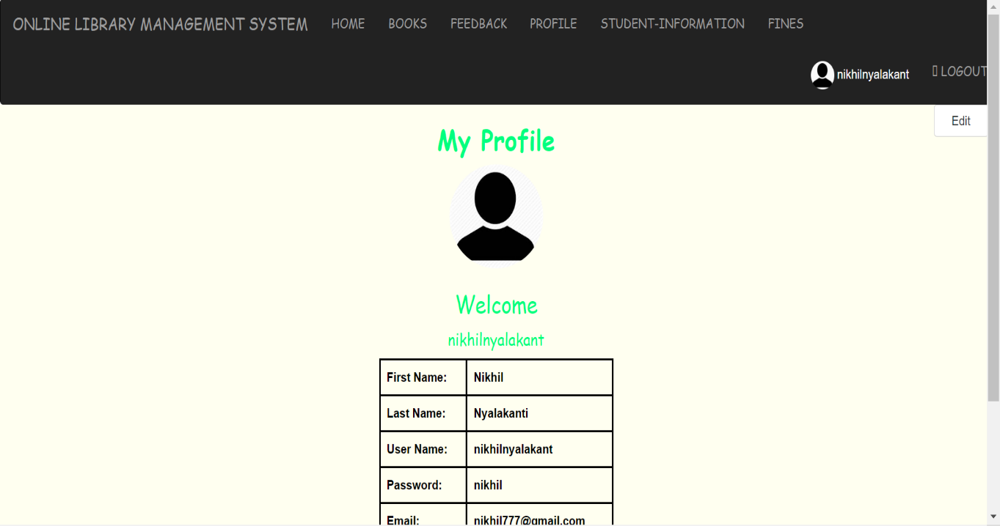 ONLINE LIBRARY MANAGEMENT SYSTEM HOME BOOKS FEEDBACK PROFILE STUDENT-INFORMATION FINES
nikhilnyalakant LOGOUT
Edit
My Profile
Welcome
nikhilnyalakant
First Name: Nikhil
Last Name: Nyalakanti
User Name: nikhilnyalakant
Password: nikhil
Email: nikhil777@gmail.com